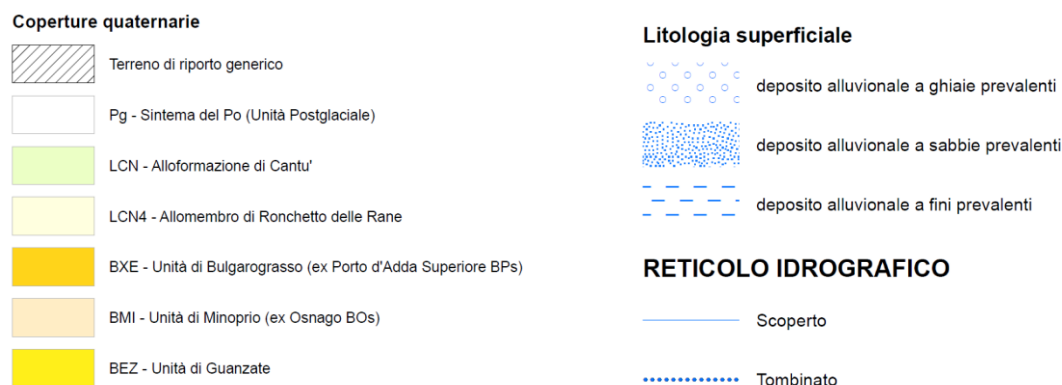 Coperture quaternarie
Terreno di riporto generico
Pg - Sintema del Po (Unità Postglaciale)
LCN - Alloformazione di Cantu'
LCN4 - Allomembro di Ronchetto delle Rane
BXE - Unità di Bulgarograsso (ex Porto d'Adda Superiore BPs)
BMI - Unità di Minoprio (ex Osnago BOs)
BEZ - Unità di Guanzate
Litologia superficiale
deposito alluvionale a ghiaie prevalenti
deposito alluvionale a sabbie prevalenti
deposito alluvionale a fini prevalenti
RETICOLO IDROGRAFICO
Scoperto
Tombinato